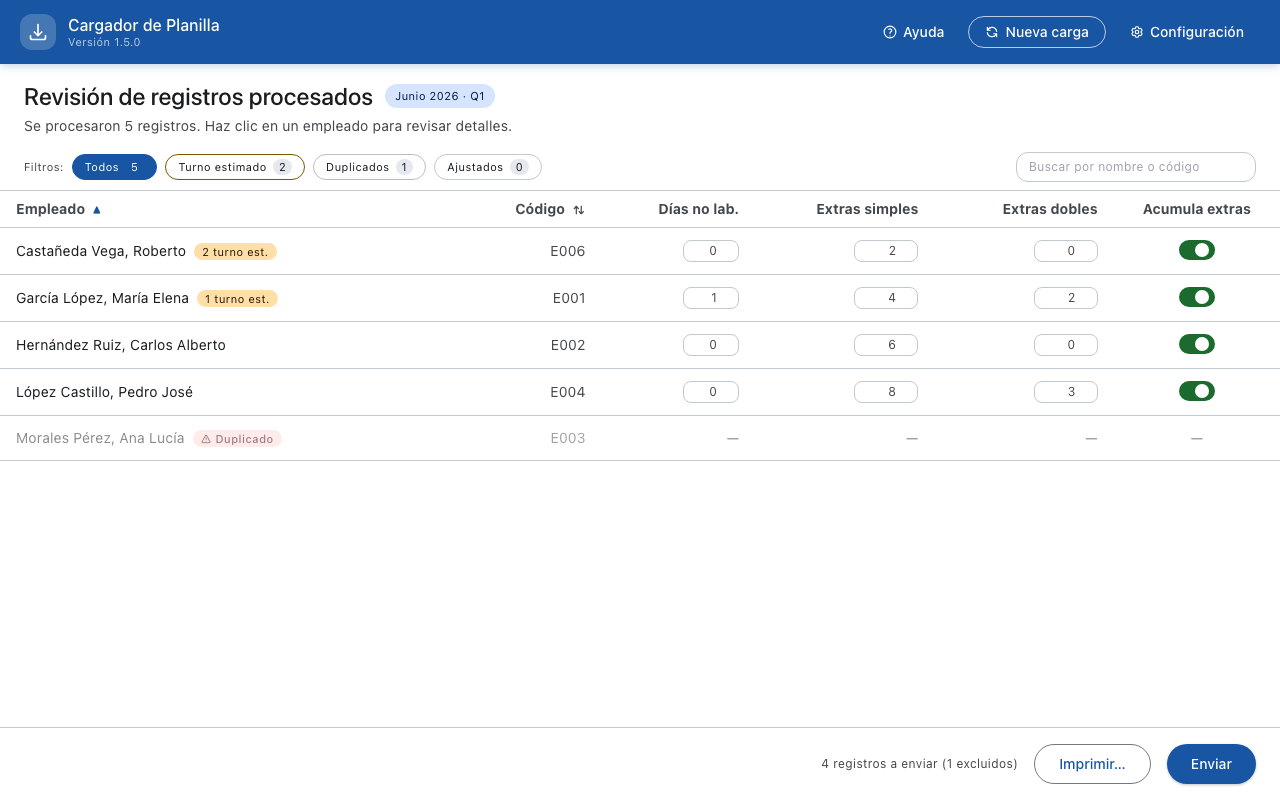 Cargador de Planilla
Versión 1.5.0
Ayuda
Nueva carga
Configuración
Revisión de registros procesados
Junio 2026 · Q1
Se procesaron 5 registros. Haz clic en un empleado para revisar detalles.
Filtros: Todos 5 Turno estimado 2 Duplicados 1 Ajustados 0
Buscar por nombre o código
Empleado ▲ Código ⇅ Días no lab. Extras simples Extras dobles Acumula extras
Castañeda Vega, Roberto 2 turno est. E006 0 2 0
García López, María Elena 1 turno est. E001 1 4 2
Hernández Ruiz, Carlos Alberto E002 0 6 0
López Castillo, Pedro José E004 0 8 3
Morales Pérez, Ana Lucía ⚠ Duplicado E003 — — — —
4 registros a enviar (1 excluidos) Imprimir... Enviar